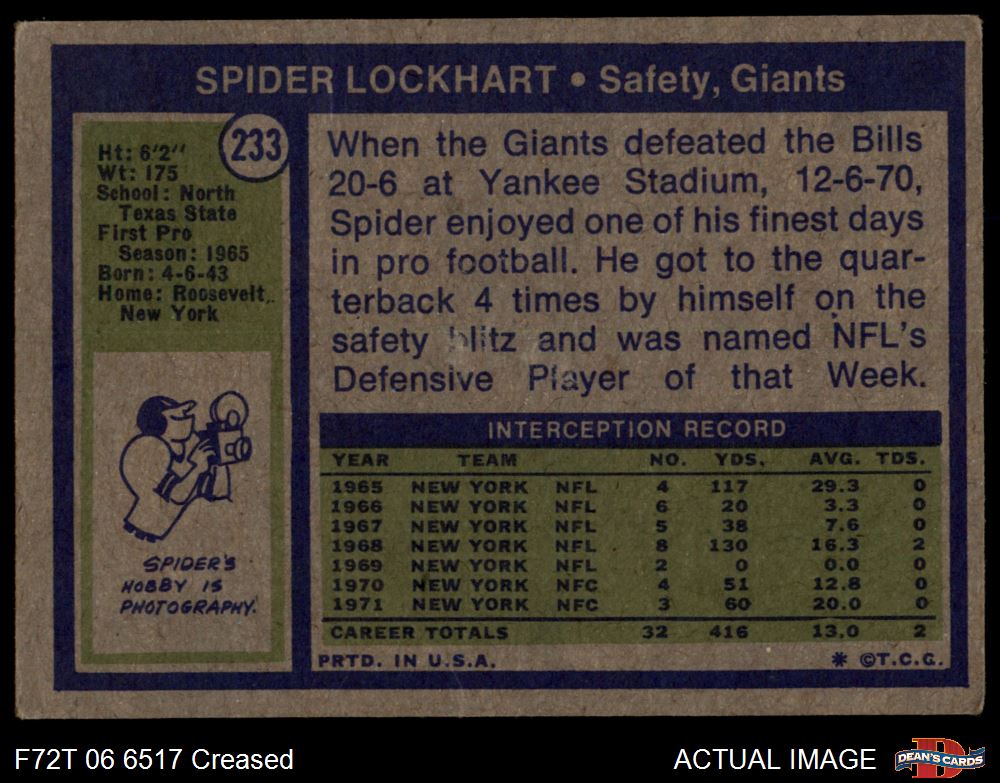 SPIDER LOCKHART • Safety, Giants
233
Ht: 6'2"
Wt: 175
School: North
Texas State
First Pro
Season: 1965
Born: 4-6-43
Home: Roosevelt,
New York
When the Giants defeated the Bills
20-6 at Yankee Stadium, 12-6-70,
Spider enjoyed one of his finest days
in pro football. He got to the quar-
terback 4 times by himself on the
safety blitz and was named NFL's
Defensive Player of that Week.
SPIDER'S
HOBBY IS
PHOTOGRAPHY.
INTERCEPTION RECORD
YEAR TEAM NO. YDS. AVG. TDS.
1965 NEW YORK NFL 4 117 29.3 0
1966 NEW YORK NFL 6 20 3.3 0
1967 NEW YORK NFL 5 38 7.6 0
1968 NEW YORK NFL 8 130 16.3 2
1969 NEW YORK NFL 2 0 0.0 0
1970 NEW YORK NFC 4 51 12.8 0
1971 NEW YORK NFC 3 60 20.0 0
CAREER TOTALS 32 416 13.0 2
PRTD. IN U.S.A. * ©T.C.G.
F72T 06 6517 Creased
ACTUAL IMAGE
D
DEAN'S CARDS